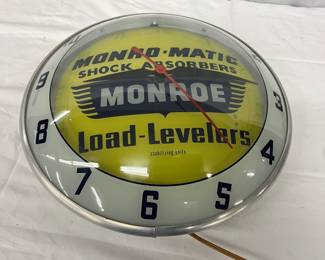 MONRO-MATIC
SHOCK ABSORBERS
MONROE
Load-Levelers
stabilizing units
3
4
5
6
7
8
9